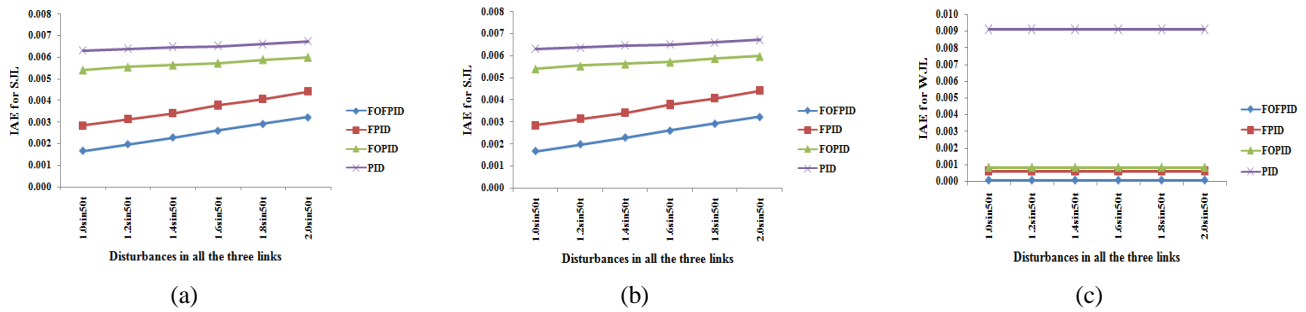 0.008
0.007
0.006
0.005
0.004
0.003
0.002
0.001
0.000
IAE for SJL
1.0sin50t
1.2sin50t
1.4sin50t
1.6sin50t
1.8sin50t
2.0sin50t
Disturbances in all the three links
FOFPID
FPID
FOPID
PID
(a)
0.008
0.007
0.006
0.005
0.004
0.003
0.002
0.001
0.000
IAE for SJL
1.0sin50t
1.2sin50t
1.4sin50t
1.6sin50t
1.8sin50t
2.0sin50t
Disturbances in all the three links
FOFPID
FPID
FOPID
PID
(b)
0.010
0.009
0.008
0.007
0.006
0.005
0.004
0.003
0.002
0.001
0.000
IAE for WJL
1.0sin50t
1.2sin50t
1.4sin50t
1.6sin50t
1.8sin50t
2.0sin50t
Disturbances in all the three links
FOFPID
FPID
FOPID
PID
(c)